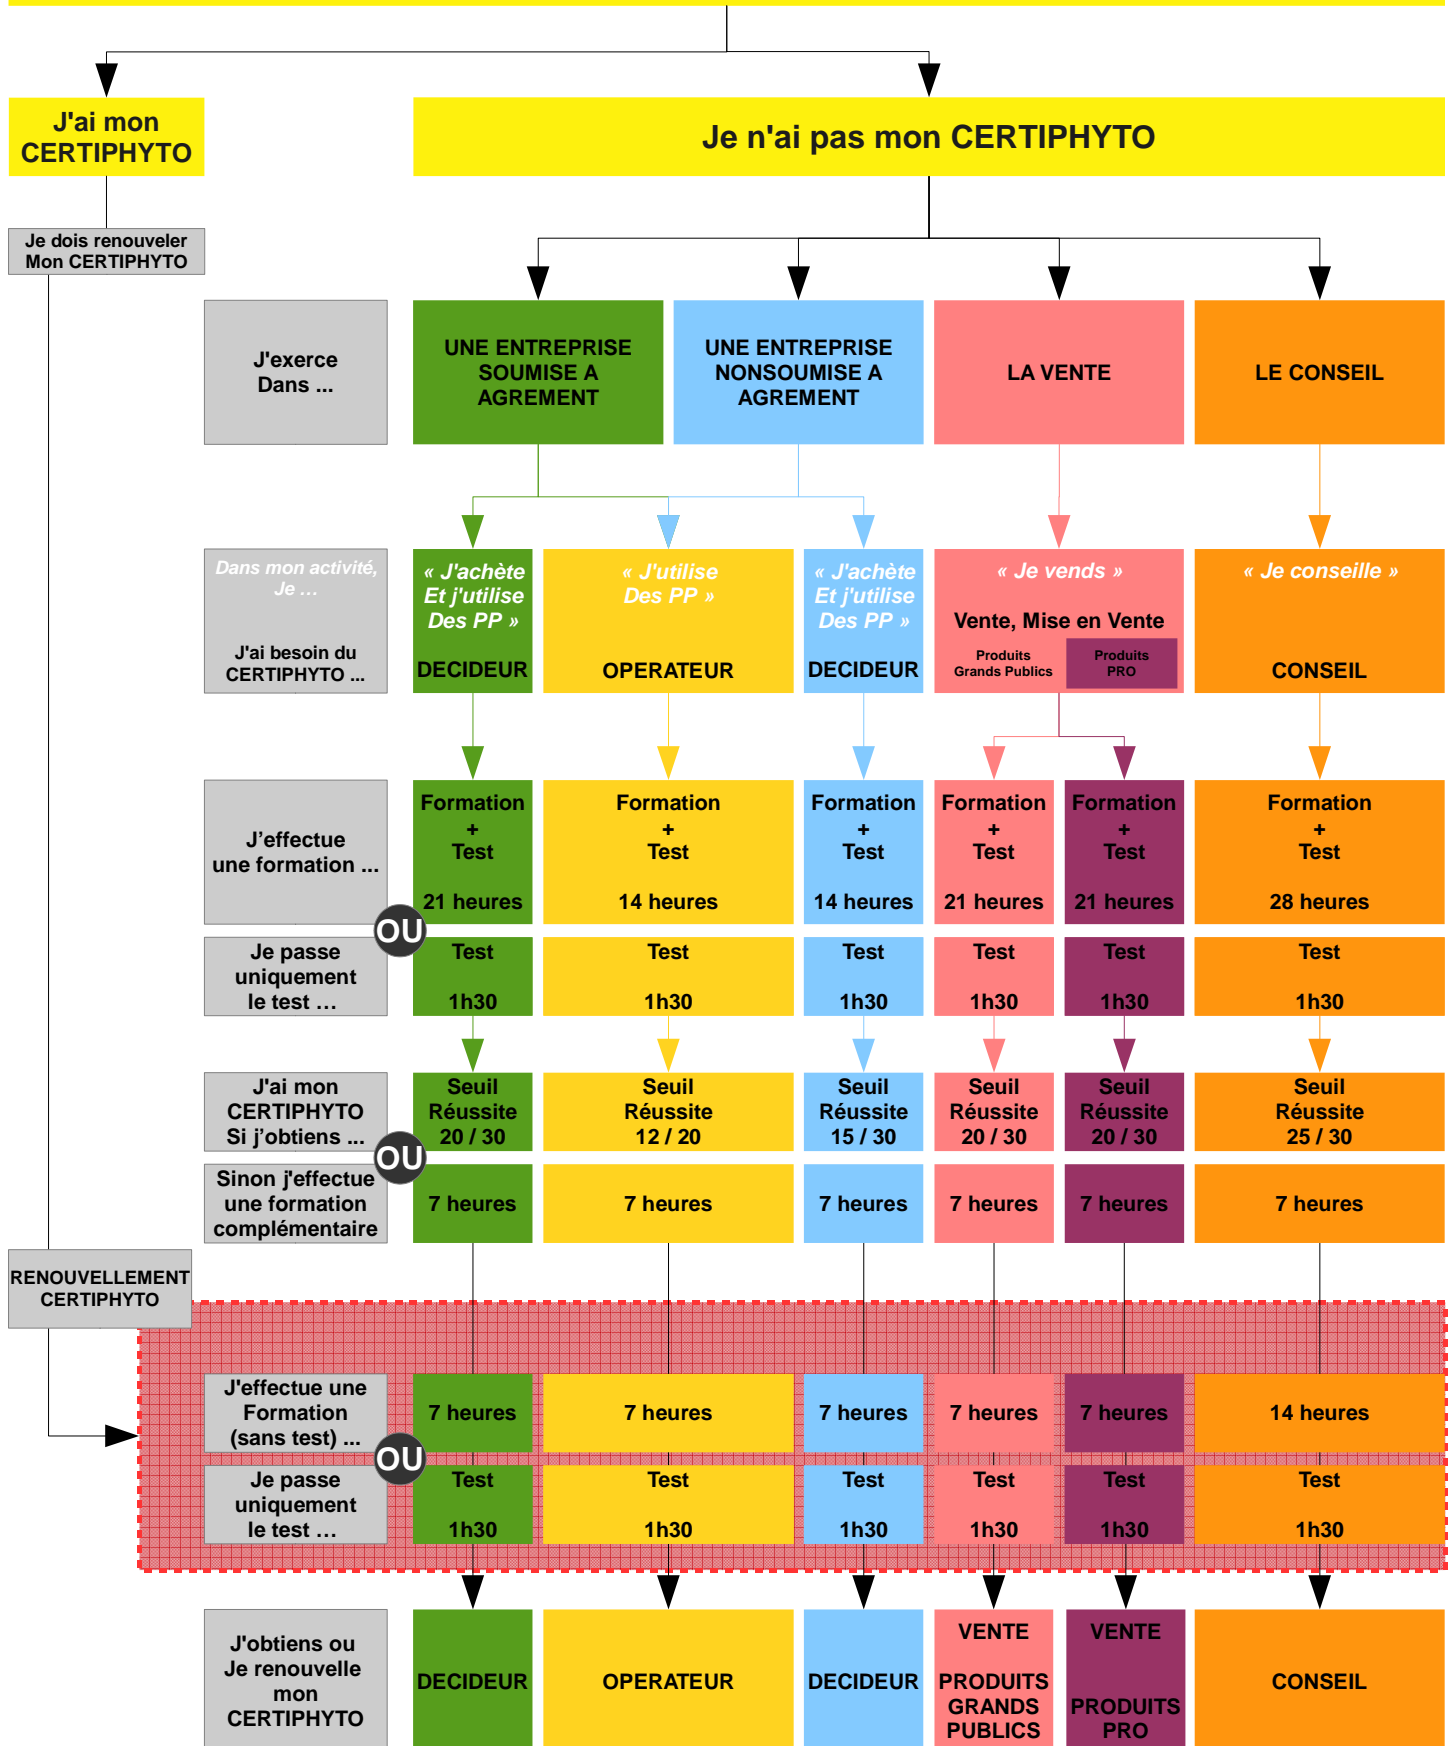 J'ai mon
CERTIPHYTO
Je n'ai pas mon CERTIPHYTO
Je dois renouveler
Mon CERTIPHYTO
J'exerce
Dans ...
UNE ENTREPRISE
SOUMISE A
AGREMENT
UNE ENTREPRISE
NONSOUMISE A
AGREMENT
LA VENTE
LE CONSEIL
Dans mon activité,
Je ...
J'ai besoin du
CERTIPHYTO ...
« J'achète
Et j'utilise
Des PP »
DECIDEUR
« J'utilise
Des PP »
OPERATEUR
« J'achète
Et j'utilise
Des PP »
DECIDEUR
« Je vends »
Vente, Mise en Vente
Produits
Grands Publics
Produits
PRO
« Je conseille »
CONSEIL
J'effectue
une formation ...
Formation
+
Test
21 heures
Formation
+
Test
14 heures
Formation
+
Test
14 heures
Formation
+
Test
21 heures
Formation
+
Test
21 heures
Formation
+
Test
28 heures
OU
Je passe
uniquement
le test ...
Test
1h30
Test
1h30
Test
1h30
Test
1h30
Test
1h30
Test
1h30
J'ai mon
CERTIPHYTO
Si j'obtiens ...
Seuil
Réussite
20 / 30
Seuil
Réussite
12 / 20
Seuil
Réussite
15 / 30
Seuil
Réussite
20 / 30
Seuil
Réussite
20 / 30
Seuil
Réussite
25 / 30
OU
Sinon j'effectue
une formation
complémentaire
7 heures
7 heures
7 heures
7 heures
7 heures
7 heures
RENOUVELLEMENT
CERTIPHYTO
J'effectue une
Formation
(sans test) ...
7 heures
7 heures
7 heures
7 heures
7 heures
14 heures
OU
Je passe
uniquement
le test ...
Test
1h30
Test
1h30
Test
1h30
Test
1h30
Test
1h30
Test
1h30
J'obtiens ou
Je renouvelle
mon
CERTIPHYTO
DECIDEUR
OPERATEUR
DECIDEUR
VENTE
PRODUITS
GRANDS
PUBLICS
VENTE
PRODUITS
PRO
CONSEIL